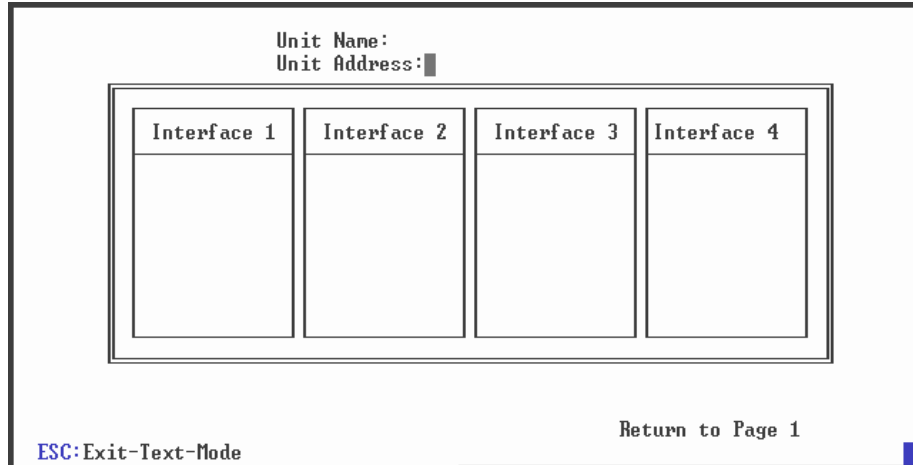 Unit Name:
Unit Address:
Interface 1 Interface 2 Interface 3 Interface 4
Return to Page 1
ESC:Exit-Text-Mode